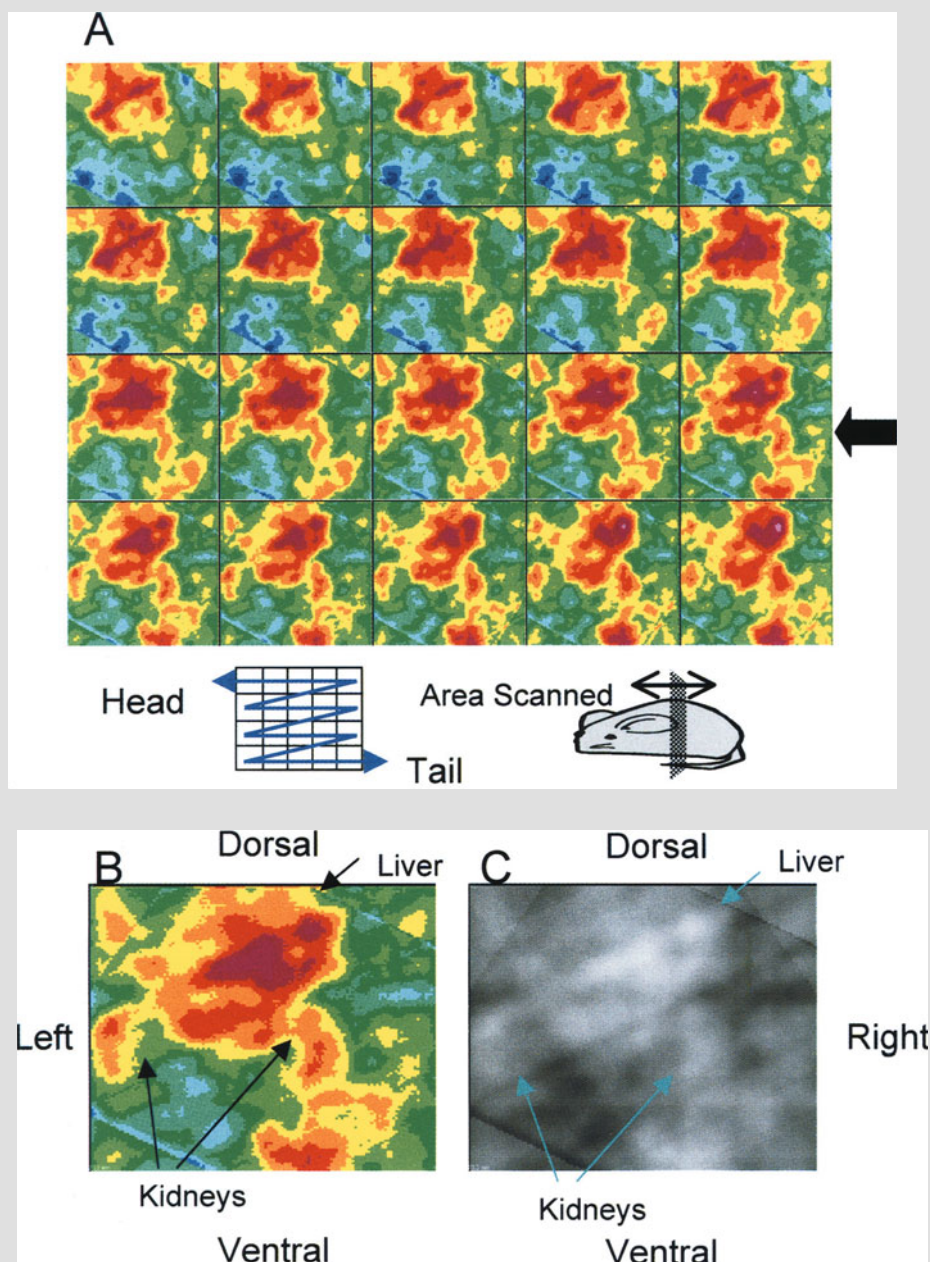 A
Head
Tail
Area Scanned
B
Dorsal
Liver
Left
Kidneys
Ventral
C
Dorsal
Liver
Right
Kidneys
Ventral